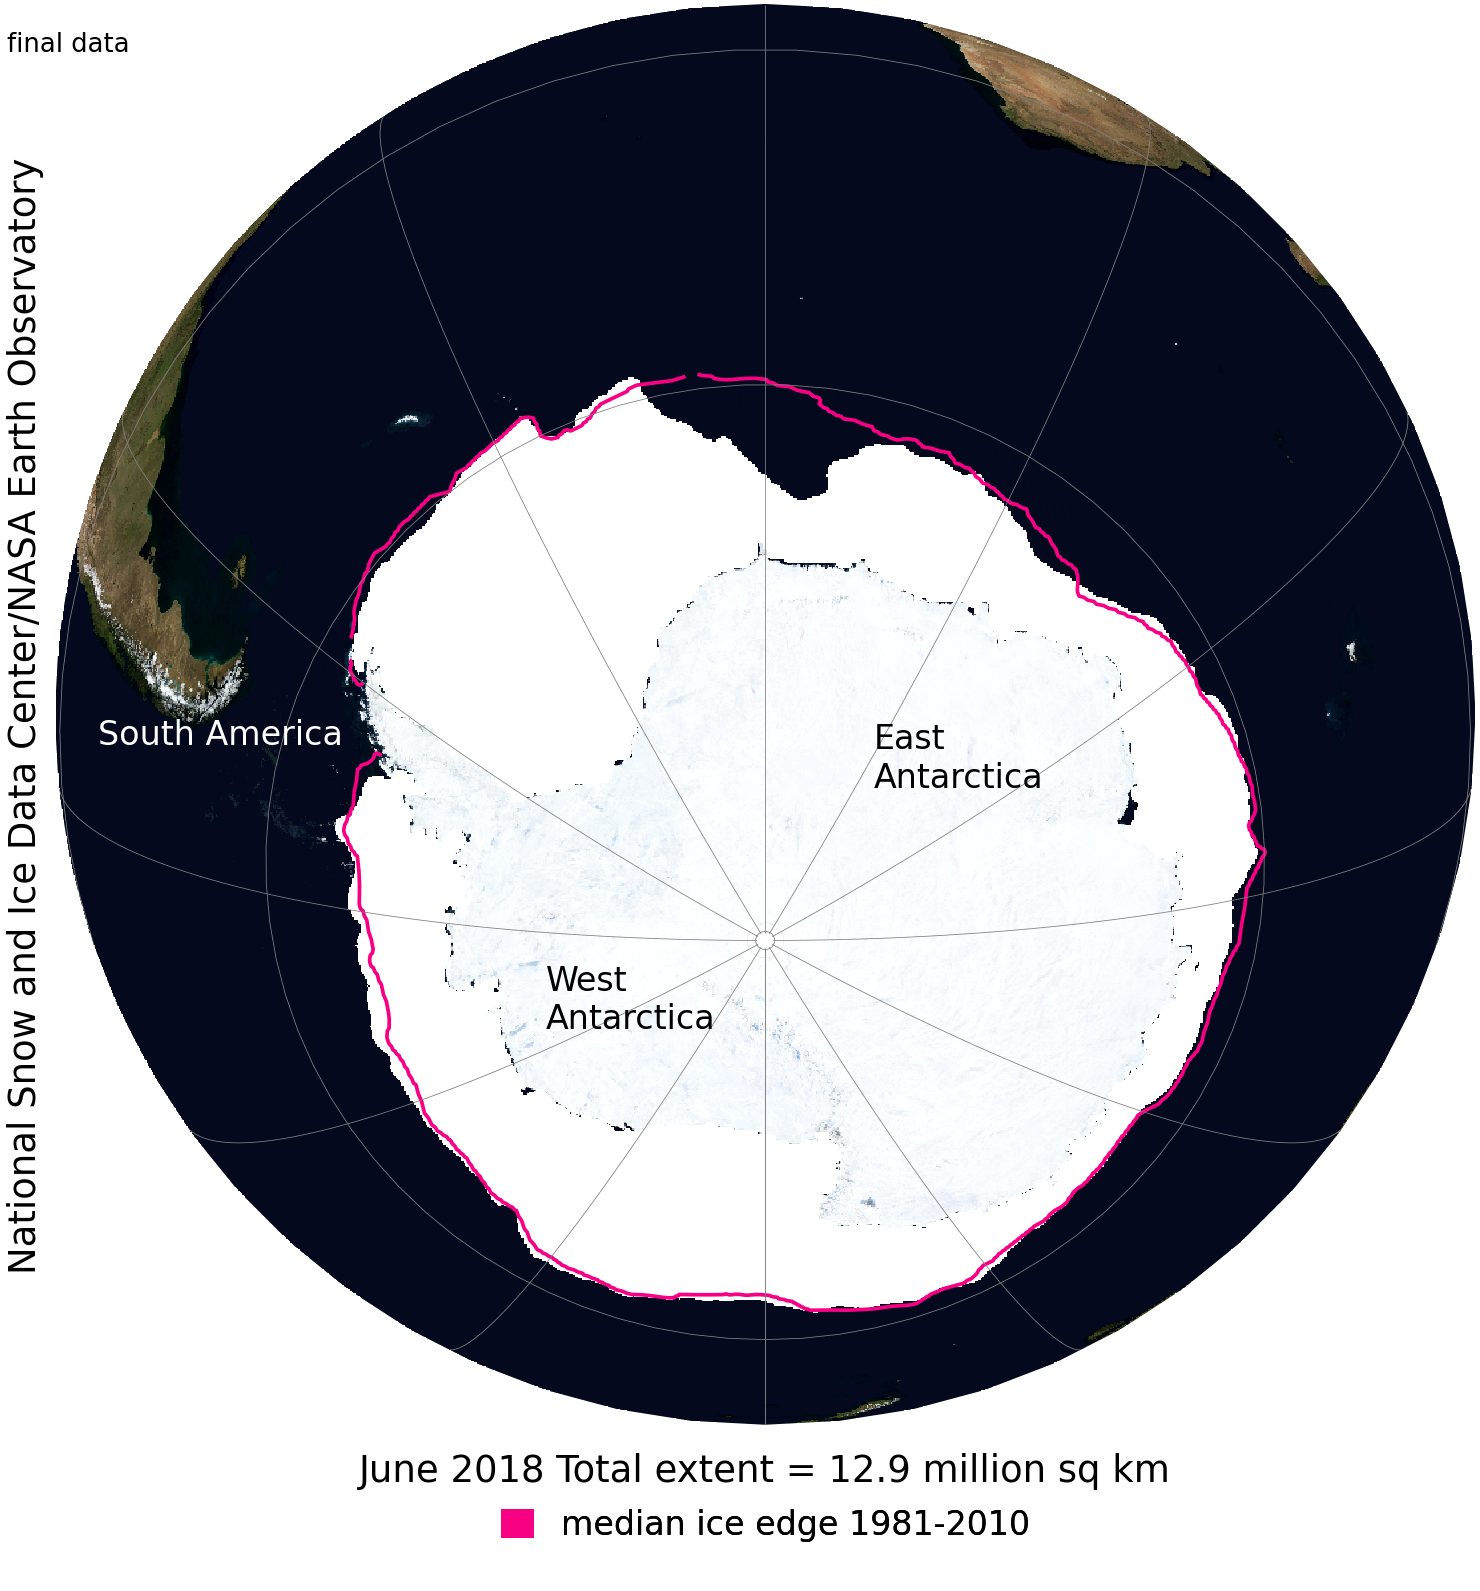 final data
National Snow and Ice Data Center/NASA Earth Observatory
South America
East
Antarctica
West
Antarctica
June 2018 Total extent = 12.9 million sq km
median ice edge 1981-2010